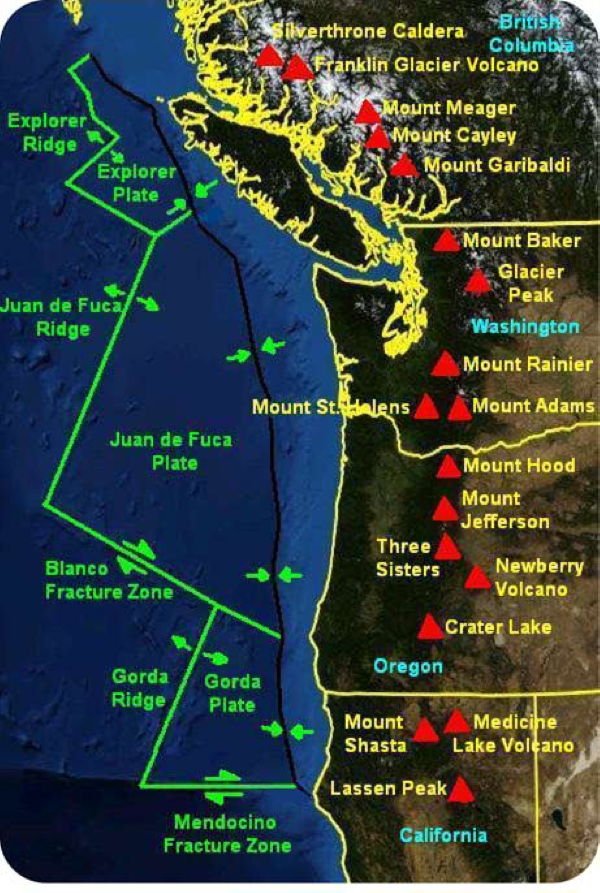 British
Columbia
Silverthrone Caldera
Franklin Glacier Volcano
Mount Meager
Mount Cayley
Mount Garibaldi
Explorer
Ridge
Explorer
Plate
Mount Baker
Glacier
Peak
Washington
Juan de Fuca
Ridge
Mount Rainier
Mount St. Helens
Mount Adams
Juan de Fuca
Plate
Mount Hood
Mount
Jefferson
Three
Sisters
Newberry
Volcano
Blanco
Fracture Zone
Crater Lake
Oregon
Gorda
Ridge
Gorda
Plate
Mount
Shasta
Medicine
Lake Volcano
Lassen Peak
Mendocino
Fracture Zone
California